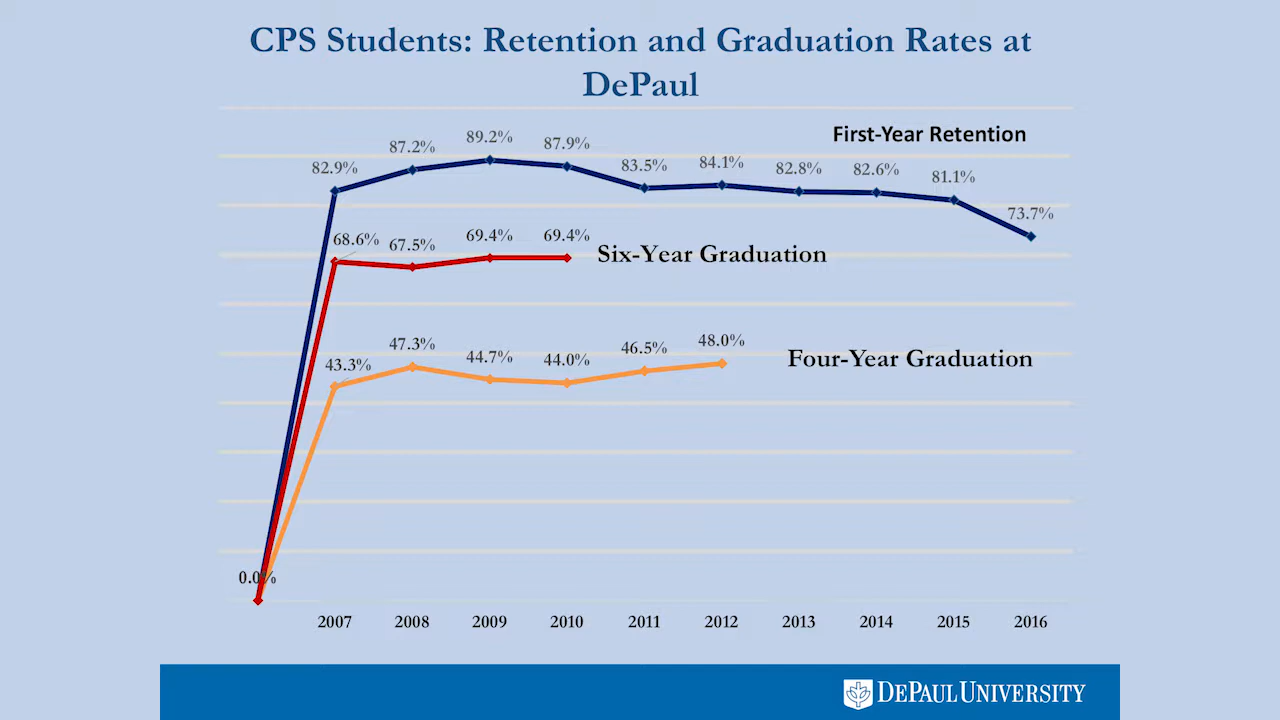 CPS Students: Retention and Graduation Rates at
DePaul
First-Year Retention
82.9% 87.2% 89.2% 87.9% 83.5% 84.1% 82.8% 82.6% 81.1% 73.7%
68.6% 67.5% 69.4% 69.4% Six-Year Graduation
43.3% 47.3% 44.7% 44.0% 46.5% 48.0% Four-Year Graduation
0.0%
2007 2008 2009 2010 2011 2012 2013 2014 2015 2016
DEPAUL UNIVERSITY